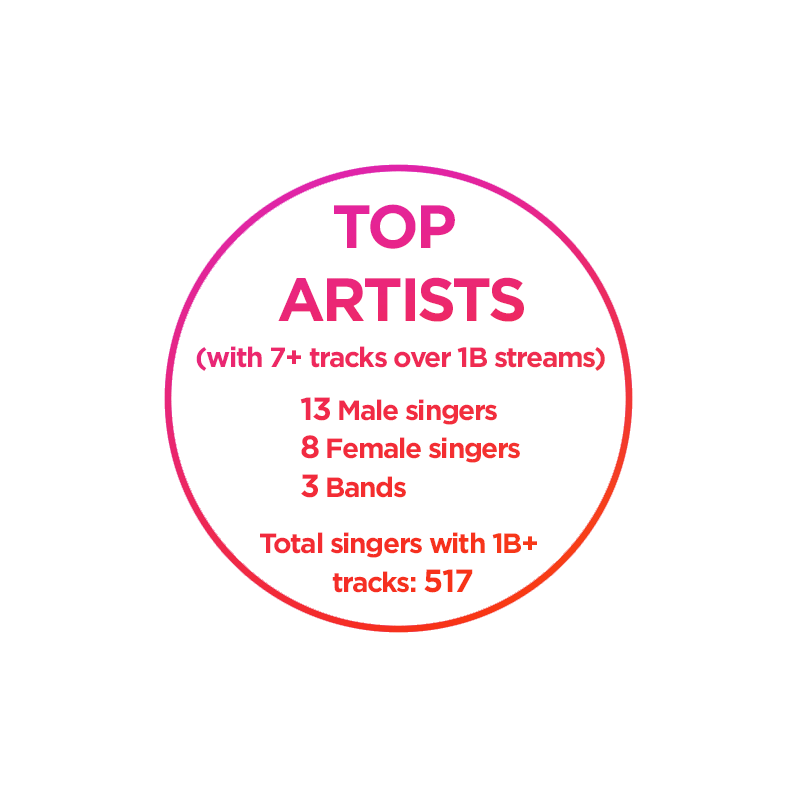 TOP
ARTISTS
(with 7+ tracks over 1B streams)
13 Male singers
8 Female singers
3 Bands
Total singers with 1B+
tracks: 517